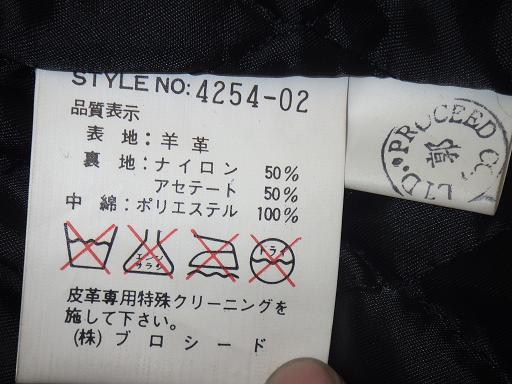 STYLE NO: 4254-02
品質表示
表地：羊革
裏地：ナイロン 50%
アセテート 50%
中綿：ポリエステル 100%
エンソ
サラシ
ドライ
皮革専用特殊クリーニングを
施して下さい。
(株) プロシード
PROCEED CO. LTD.